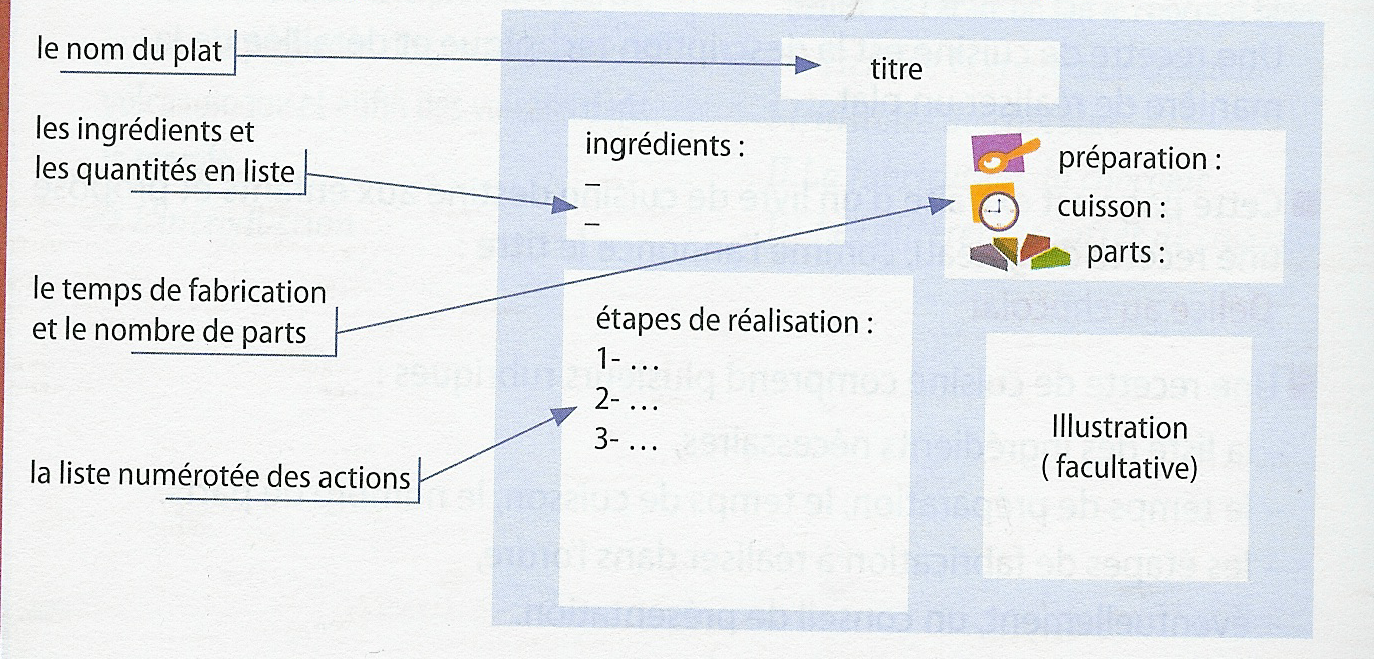 le nom du plat
titre
les ingrédients et
les quantités en liste
ingrédients :
–
–
préparation :
cuisson :
parts :
le temps de fabrication
et le nombre de parts
étapes de réalisation :
1- ...
2- ...
3- ...
la liste numérotée des actions
Illustration
( facultative)